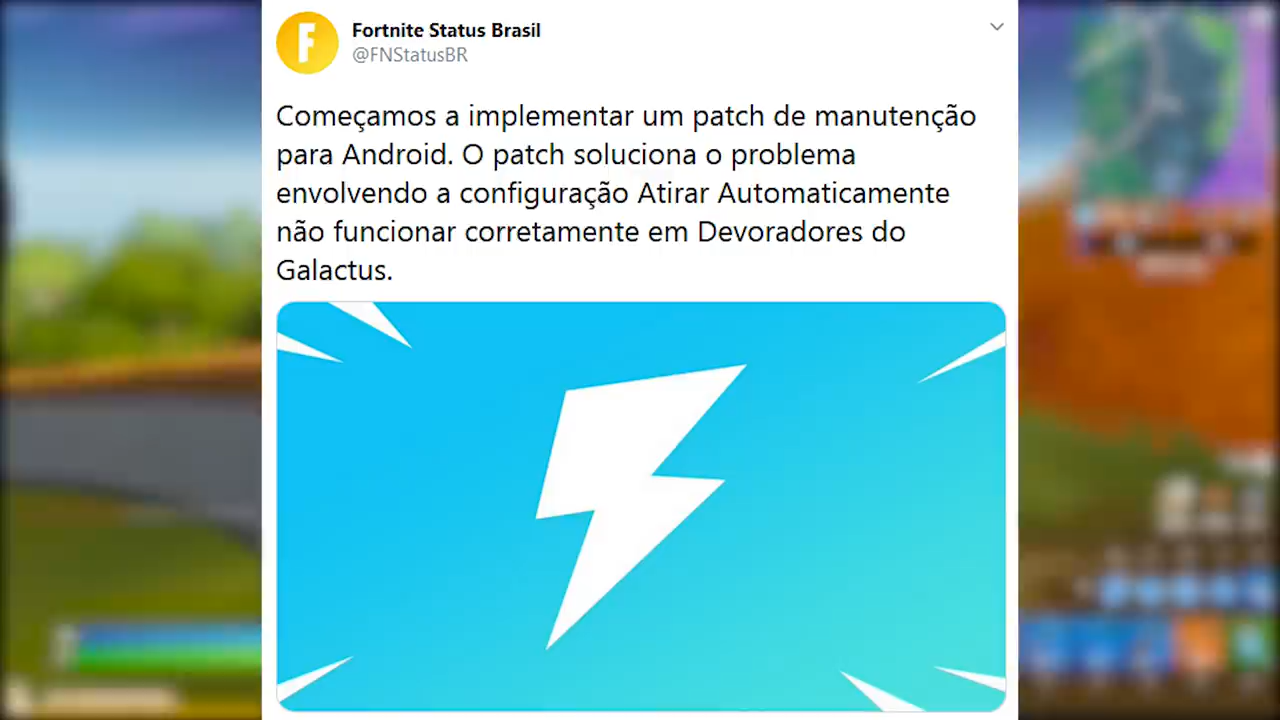 Fortnite Status Brasil
@FNStatusBR
Começamos a implementar um patch de manutenção
para Android. O patch soluciona o problema
envolvendo a configuração Atirar Automaticamente
não funcionar corretamente em Devoradores do
Galactus.